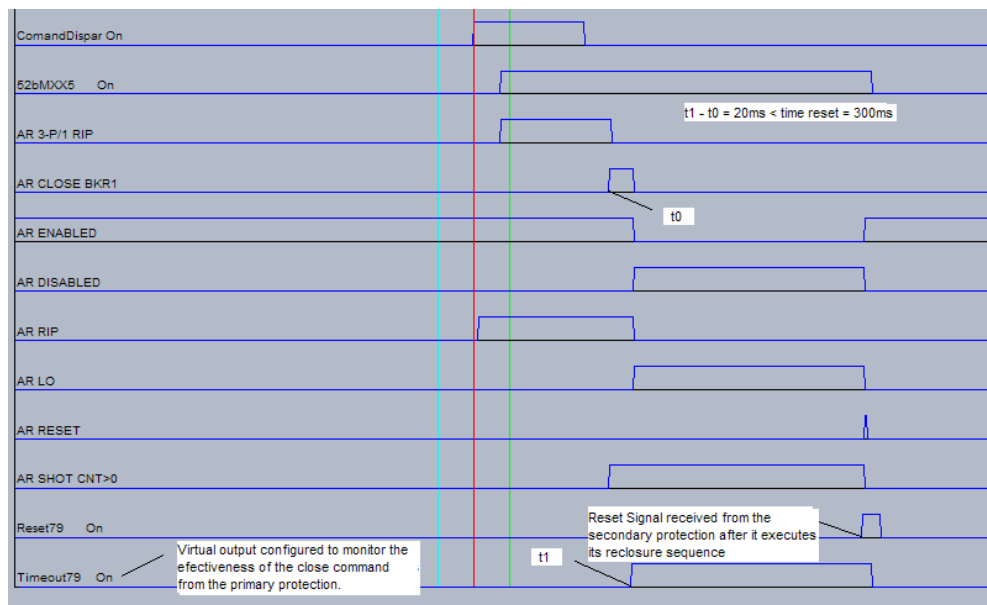 ComandDispar On
52bMXX5 On
t1 - t0 = 20ms < time reset = 300ms
AR 3-P/1 RIP
AR CLOSE BKR1
t0
AR ENABLED
AR DISABLED
AR RIP
AR LO
AR RESET
AR SHOT CNT>0
Reset79 On
Reset Signal received from the
secondary protection after it executes
its reclosure sequence
Virtual output configured to monitor the
efectiveness of the close command
from the primary protection.
t1
Timeout79 On